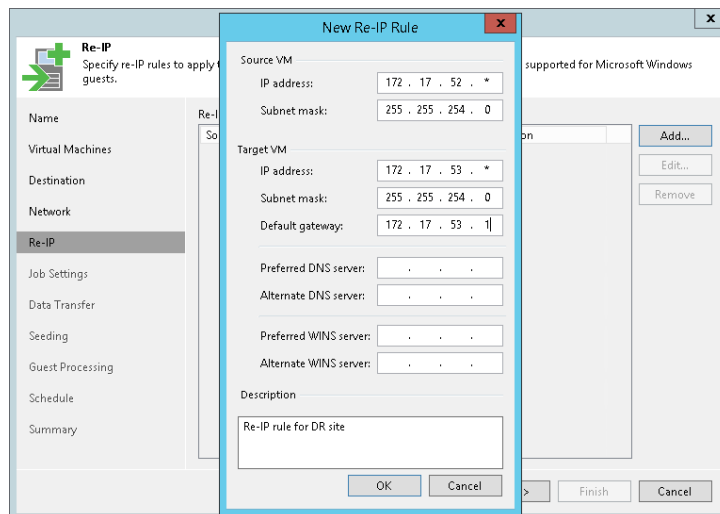 New Re-IP Rule
x
x
Re-IP
Specify re-IP rules to apply t
supported for Microsoft Windows
guests.
Name
Virtual Machines
Destination
Network
Re-IP
Job Settings
Data Transfer
Seeding
Guest Processing
Schedule
Summary
Re-I
So
on
Add...
Edit...
Remove
Source VM
IP address:
172 . 17 . 52 . *
Subnet mask:
255 . 255 . 254 . 0
Target VM
IP address:
172 . 17 . 53 . *
Subnet mask:
255 . 255 . 254 . 0
Default gateway:
172 . 17 . 53 . 1
Preferred DNS server:
. . .
Alternate DNS server:
. . .
Preferred WINS server:
. . .
Alternate WINS server:
. . .
Description
Re-IP rule for DR site
OK
Cancel
>
Finish
Cancel